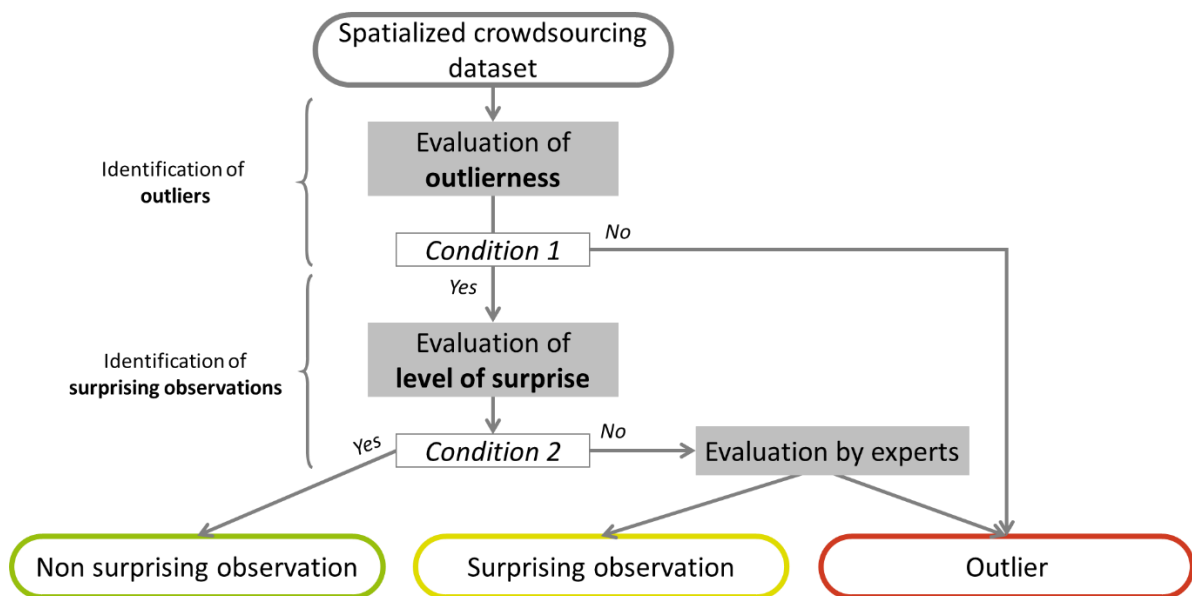 Spatialized crowdsourcing
dataset
Evaluation of
outlierness
Identification of
outliers
Condition 1
No
Yes
Evaluation of
level of surprise
Identification of
surprising observations
Yes
Condition 2
No
Evaluation by experts
Non surprising observation
Surprising observation
Outlier